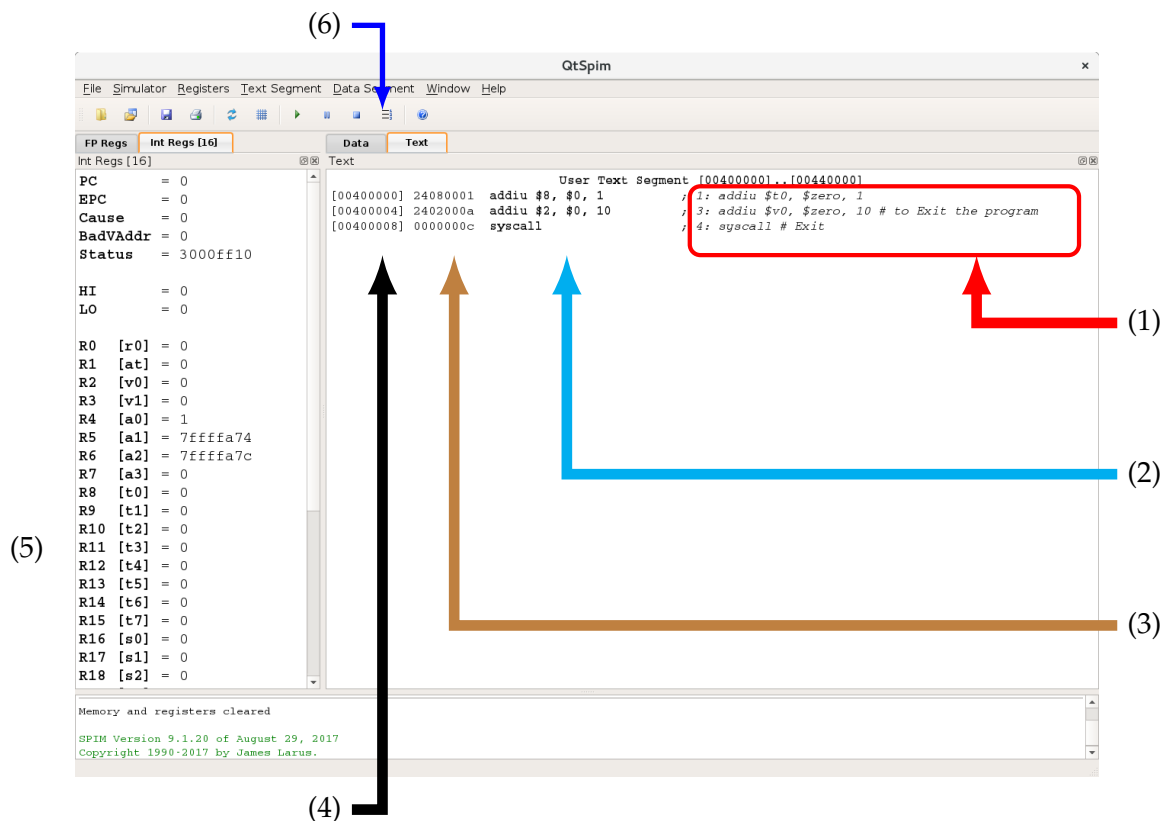 (6)
QtSpim ×
File Simulator Registers Text Segment Data Segment Window Help
FP Regs Int Regs [16] Data Text
Int Regs [16] Text
PC = 0
EPC = 0
Cause = 0
BadVAddr = 0
Status = 3000ff10
HI = 0
LO = 0
R0 [r0] = 0
R1 [at] = 0
R2 [v0] = 0
R3 [v1] = 0
R4 [a0] = 1
R5 [a1] = 7ffffa74
R6 [a2] = 7ffffa7c
R7 [a3] = 0
R8 [t0] = 0
R9 [t1] = 0
R10 [t2] = 0
R11 [t3] = 0
R12 [t4] = 0
R13 [t5] = 0
R14 [t6] = 0
R15 [t7] = 0
R16 [s0] = 0
R17 [s1] = 0
R18 [s2] = 0
User Text Segment [00400000]..[00440000]
[00400000] 24080001 addiu $8, $0, 1 ; 1: addiu $t0, $zero, 1
[00400004] 2402000a addiu $2, $0, 10 ; 3: addiu $v0, $zero, 10 # to Exit the program
[00400008] 0000000c syscall ; 4: syscall # Exit
(1)
(2)
(3)
(5)
Memory and registers cleared
SPIM Version 9.1.20 of August 29, 2017
Copyright 1990-2017 by James Larus.
(4)